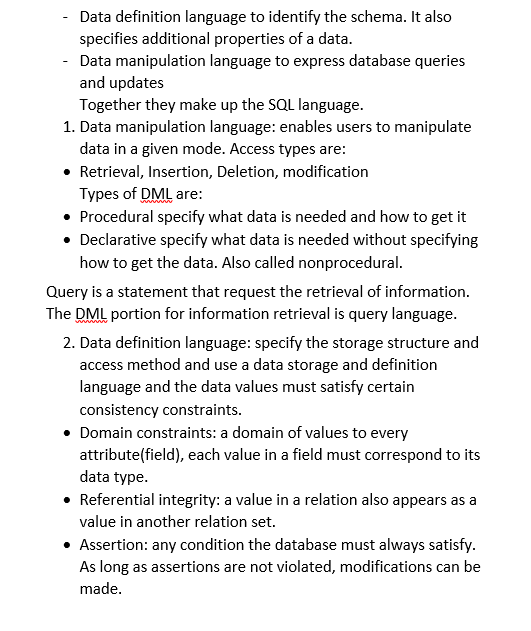 - Data definition language to identify the schema. It also
specifies additional properties of a data.
- Data manipulation language to express database queries
and updates
Together they make up the SQL language.
1. Data manipulation language: enables users to manipulate
data in a given mode. Access types are:
• Retrieval, Insertion, Deletion, modification
Types of DML are:
• Procedural specify what data is needed and how to get it
• Declarative specify what data is needed without specifying
how to get the data. Also called nonprocedural.
Query is a statement that request the retrieval of information.
The DML portion for information retrieval is query language.
2. Data definition language: specify the storage structure and
access method and use a data storage and definition
language and the data values must satisfy certain
consistency constraints.
• Domain constraints: a domain of values to every
attribute(field), each value in a field must correspond to its
data type.
• Referential integrity: a value in a relation also appears as a
value in another relation set.
• Assertion: any condition the database must always satisfy.
As long as assertions are not violated, modifications can be
made.